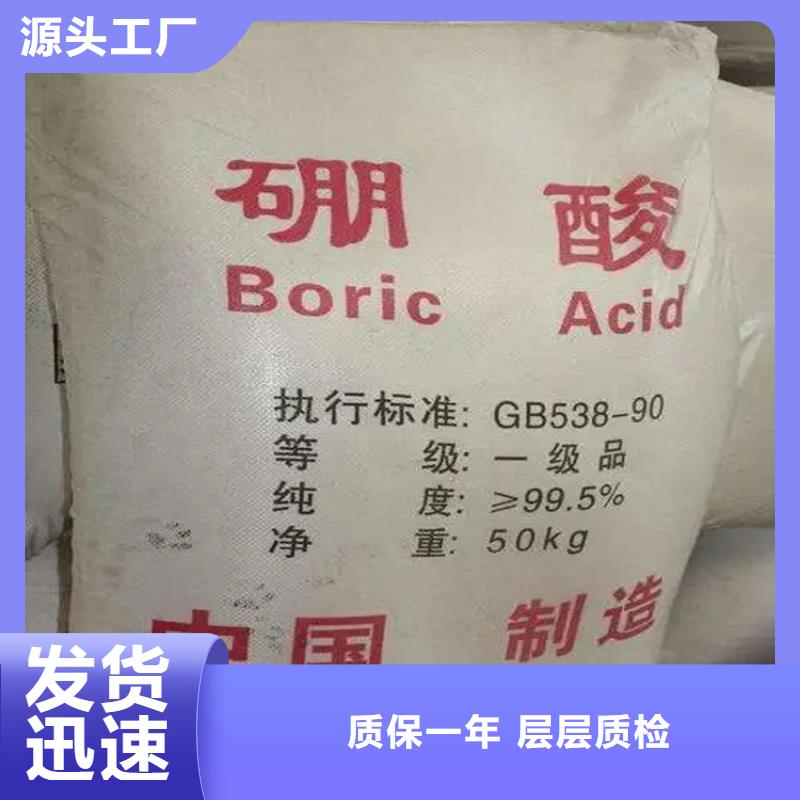 源头工厂
硼 酸
Boric Acid
执行标准: GB538-90
等 级: 一级品
纯 度: ≥99.5%
净 重: 50kg
中国 制造
发货
迅速
质保一年 层层质检